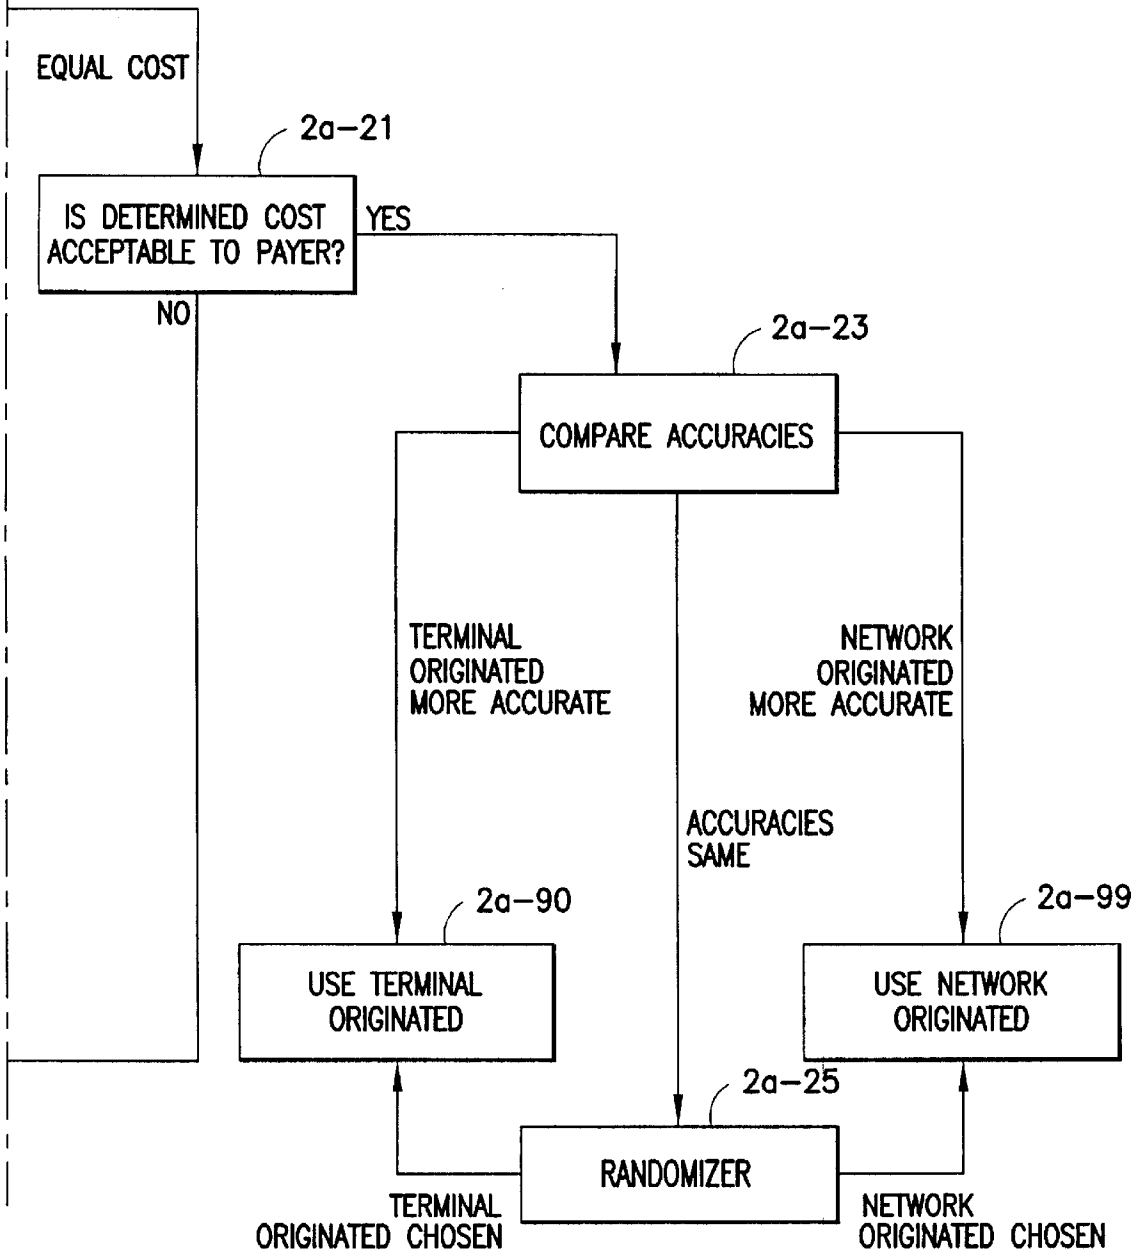 EQUAL COST
2a-21
IS DETERMINED COST
ACCEPTABLE TO PAYER?
YES
NO
2a-23
COMPARE ACCURACIES
TERMINAL
ORIGINATED
MORE ACCURATE
NETWORK
ORIGINATED
MORE ACCURATE
ACCURACIES
SAME
2a-90
USE TERMINAL
ORIGINATED
2a-99
USE NETWORK
ORIGINATED
2a-25
RANDOMIZER
TERMINAL
ORIGINATED CHOSEN
NETWORK
ORIGINATED CHOSEN